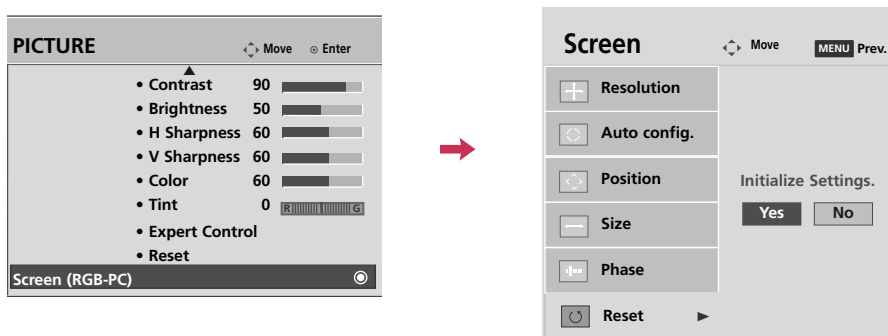 PICTURE Move Enter
• Contrast 90
• Brightness 50
• H Sharpness 60
• V Sharpness 60
• Color 60
• Tint 0 R G
• Expert Control
• Reset
Screen (RGB-PC)
Screen Move MENU Prev.
Resolution
Auto config.
Position
Size
Phase
Reset
Initialize Settings.
Yes No